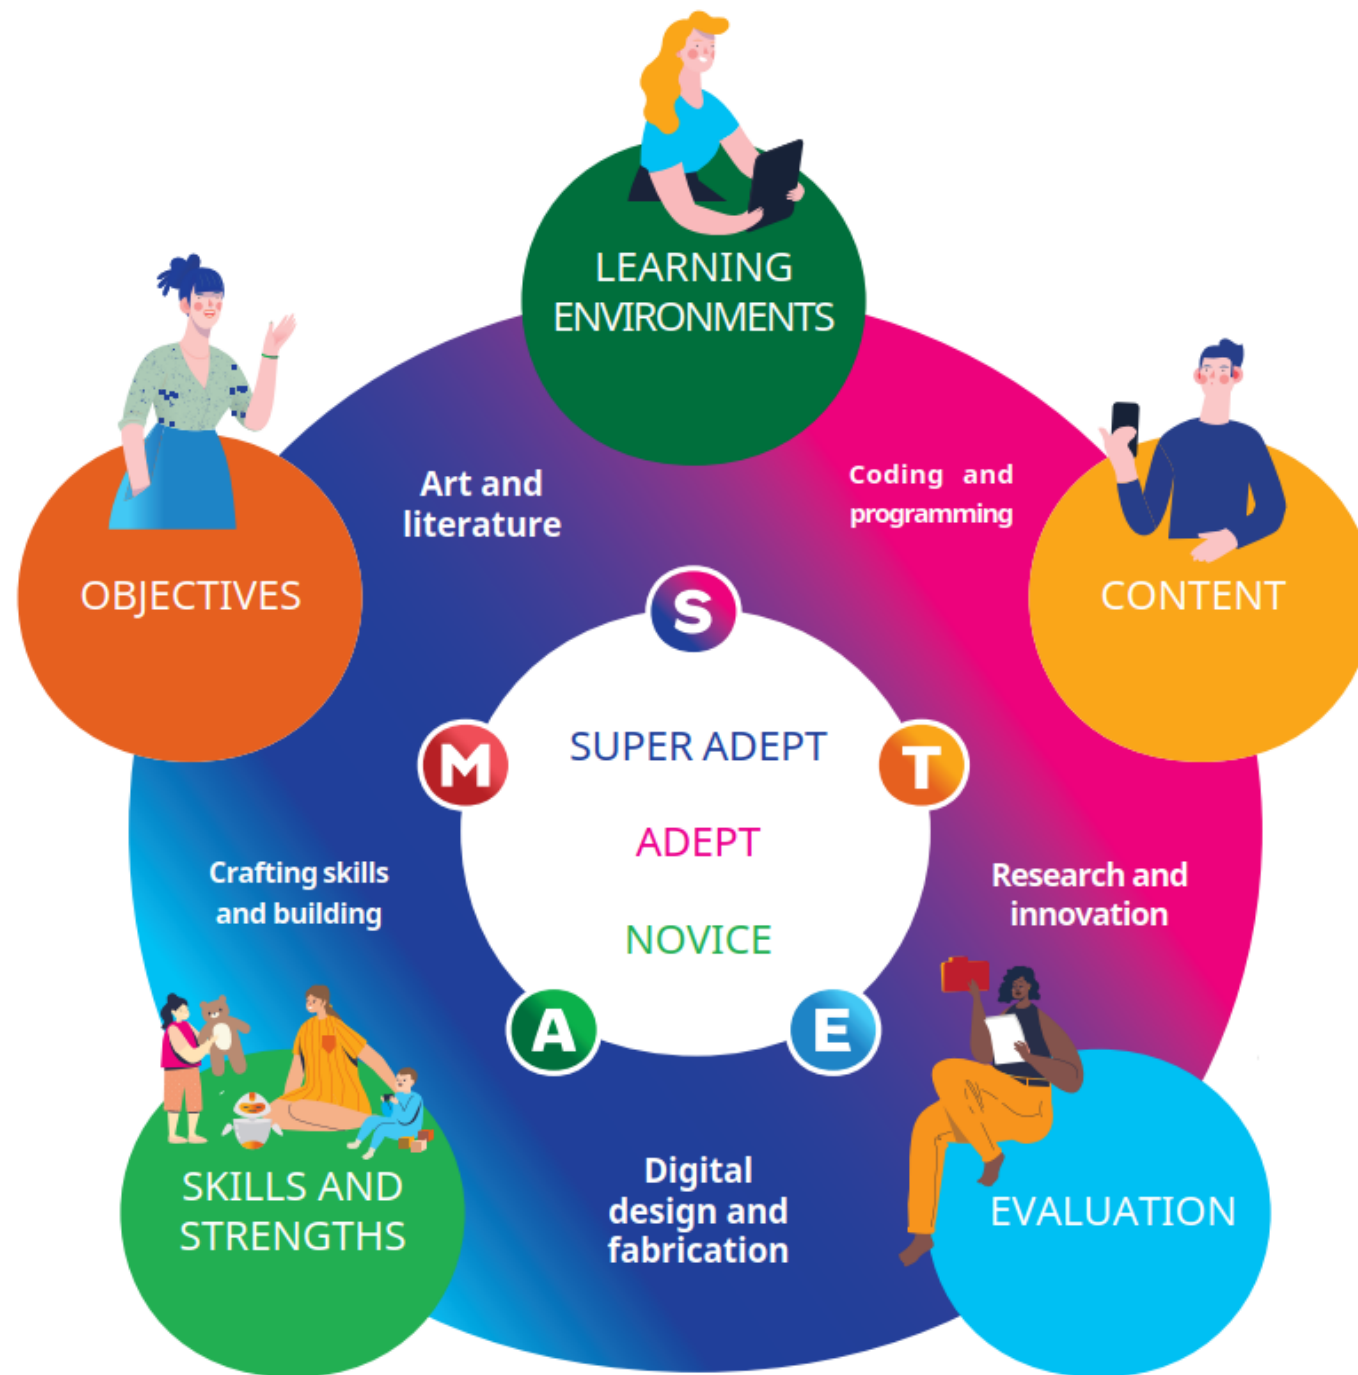 LEARNING
ENVIRONMENTS
Art and
literature
Coding and
programming
OBJECTIVES
CONTENT
S
M
T
SUPER ADEPT
ADEPT
NOVICE
Crafting skills
and building
Research and
innovation
A
E
SKILLS AND
STRENGTHS
Digital
design and
fabrication
EVALUATION